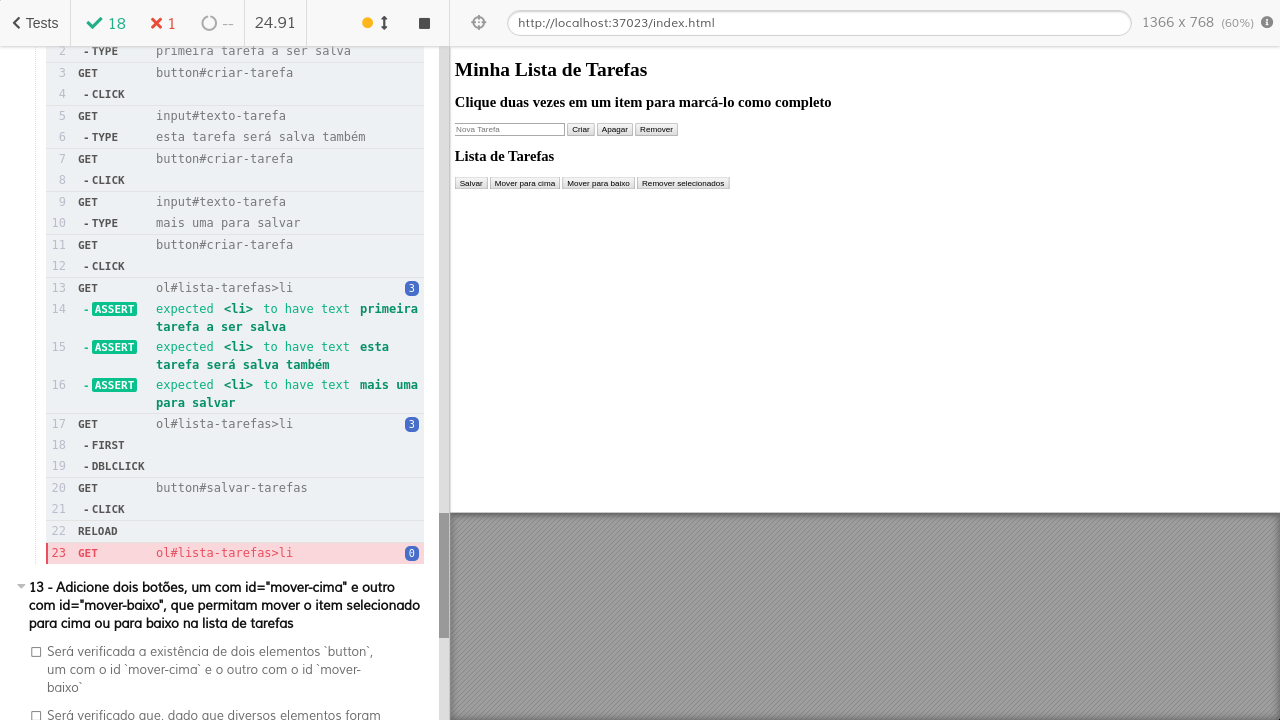 Tests
18
1
--
24.91
http://localhost:37023/index.html
1366 x 768 (60%)
2 - TYPE primeira tarefa a ser salva
3 GET button#criar-tarefa
4 - CLICK
5 GET input#texto-tarefa
6 - TYPE esta tarefa será salva também
7 GET button#criar-tarefa
8 - CLICK
9 GET input#texto-tarefa
10 - TYPE mais uma para salvar
11 GET button#criar-tarefa
12 - CLICK
13 GET ol#lista-tarefas>li 3
14 - ASSERT expected <li> to have text primeira
tarefa a ser salva
15 - ASSERT expected <li> to have text esta
tarefa será salva também
16 - ASSERT expected <li> to have text mais uma
para salvar
17 GET ol#lista-tarefas>li 3
18 - FIRST
19 - DBLCLICK
20 GET button#salvar-tarefas
21 - CLICK
22 RELOAD
23 GET ol#lista-tarefas>li 0
13 - Adicione dois botões, um com id="mover-cima" e outro
com id="mover-baixo", que permitam mover o item selecionado
para cima ou para baixo na lista de tarefas
Será verificada a existência de dois elementos `button`,
um com o id `mover-cima` e o outro com o id `mover-
baixo`
Será verificado que, dado que diversos elementos foram
Minha Lista de Tarefas
Clique duas vezes em um item para marcá-lo como completo
Nova Tarefa Criar Apagar Remover
Lista de Tarefas
Salvar Mover para cima Mover para baixo Remover selecionados